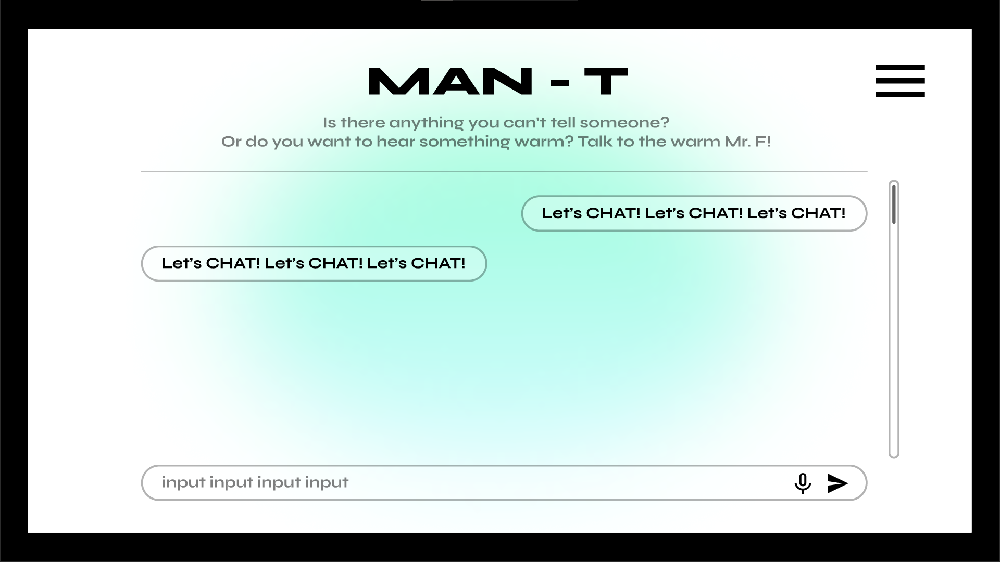 MAN - T
Is there anything you can't tell someone?
Or do you want to hear something warm? Talk to the warm Mr. F!
Let’s CHAT! Let’s CHAT! Let’s CHAT!
Let’s CHAT! Let’s CHAT! Let’s CHAT!
input input input input